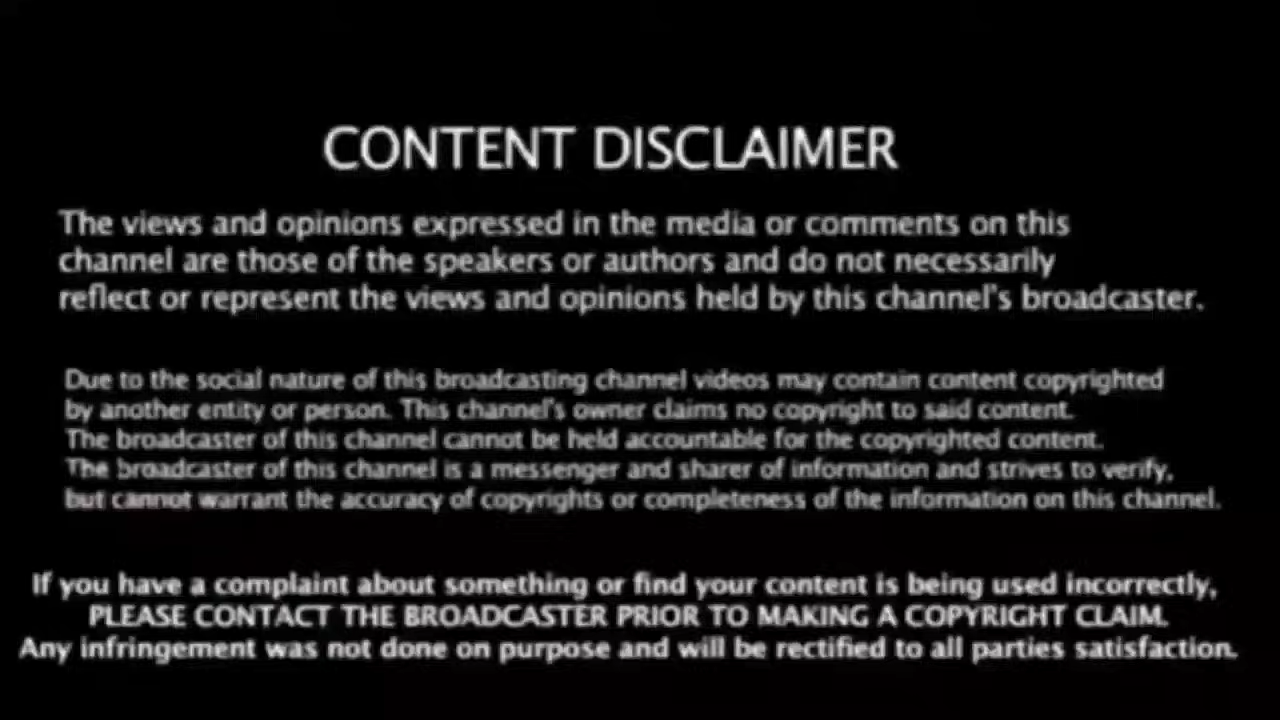 CONTENT DISCLAIMER
The views and opinions expressed in the media or comments on this
channel are those of the speakers or authors and do not necessarily
reflect or represent the views and opinions held by this channel's broadcaster.
Due to the social nature of this broadcasting channel videos may contain content copyrighted
by another entity or person. This channel's owner claims no copyright to said content.
The broadcaster of this channel cannot be held accountable for the copyrighted content.
The broadcaster of this channel is a messenger and sharer of information and strives to verify,
but cannot warrant the accuracy of copyrights or completeness of the information on this channel.
If you have a complaint about something or find your content is being used incorrectly,
PLEASE CONTACT THE BROADCASTER PRIOR TO MAKING A COPYRIGHT CLAIM.
Any infringement was not done on purpose and will be rectified to all parties satisfaction.